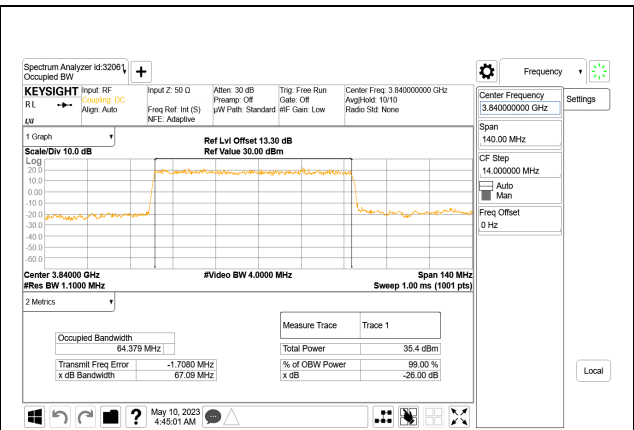 Spectrum Analyzer id:32061
Occupied BW
Frequency
KEYSIGHT
RL
LXI
Input: RF
Coupling: DC
Align: Auto
Input Z: 50 Ω
Freq Ref: Int (S)
NFE: Adaptive
Atten: 30 dB
Preamp: Off
µW Path: Standard
Trig: Free Run
Gate: Off
#IF Gain: Low
Center Freq: 3.840000000 GHz
Avg|Hold: 10/10
Radio Std: None
Center Frequency
3.840000000 GHz
Settings
Span
140.00 MHz
CF Step
14.000000 MHz
Auto
Man
Freq Offset
0 Hz
Local
1 Graph
Scale/Div 10.0 dB
Ref Lvl Offset 13.30 dB
Ref Value 30.00 dBm
Log
20.0
10.0
0.00
-10.0
-20.0
-30.0
-40.0
-50.0
-60.0
Center 3.84000 GHz
#Video BW 4.0000 MHz
Span 140 MHz
#Res BW 1.1000 MHz
Sweep 1.00 ms (1001 pts)
2 Metrics
Measure Trace
Trace 1
Occupied Bandwidth
64.379 MHz
Total Power
35.4 dBm
Transmit Freq Error
-1.7080 MHz
% of OBW Power
99.00 %
x dB Bandwidth
67.09 MHz
x dB
-26.00 dB
?
May 10, 2023
4:45:01 AM